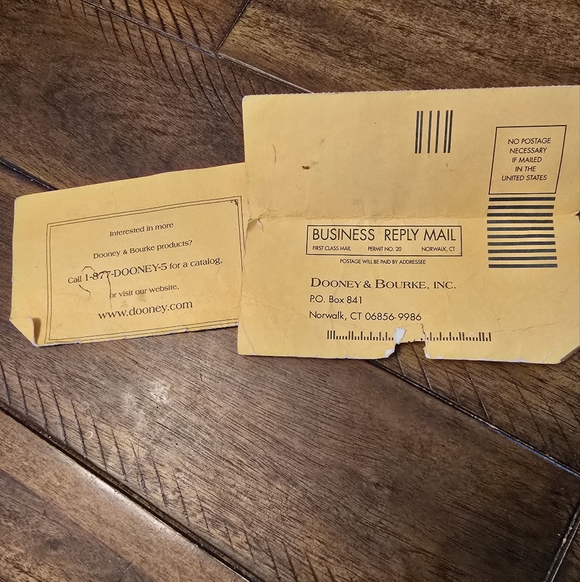 Interested in more
Dooney & Bourke products?
Call 1-877-DOONEY-5 for a catalog,
or visit our website,
www.dooney.com
NO POSTAGE
NECESSARY
IF MAILED
IN THE
UNITED STATES
BUSINESS REPLY MAIL
FIRST CLASS MAIL PERMIT NO. 20 NORWALK, CT
POSTAGE WILL BE PAID BY ADDRESSEE
DOONEY & BOURKE, INC.
P.O. Box 841
Norwalk, CT 06856-9986